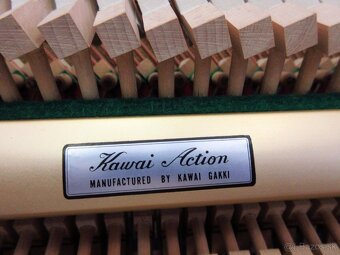 Kawai Action
MANUFACTURED BY KAWAI GAKKI